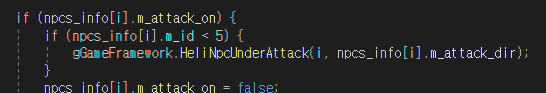 if (npcs_info[i].m_attack_on) {
if (npcs_info[i].m_id < 5) {
gGameFramework.HeliNpcUnderAttack(i, npcs_info[i].m_attack_dir);
}
npcs_info[i].m_attack_on = false;